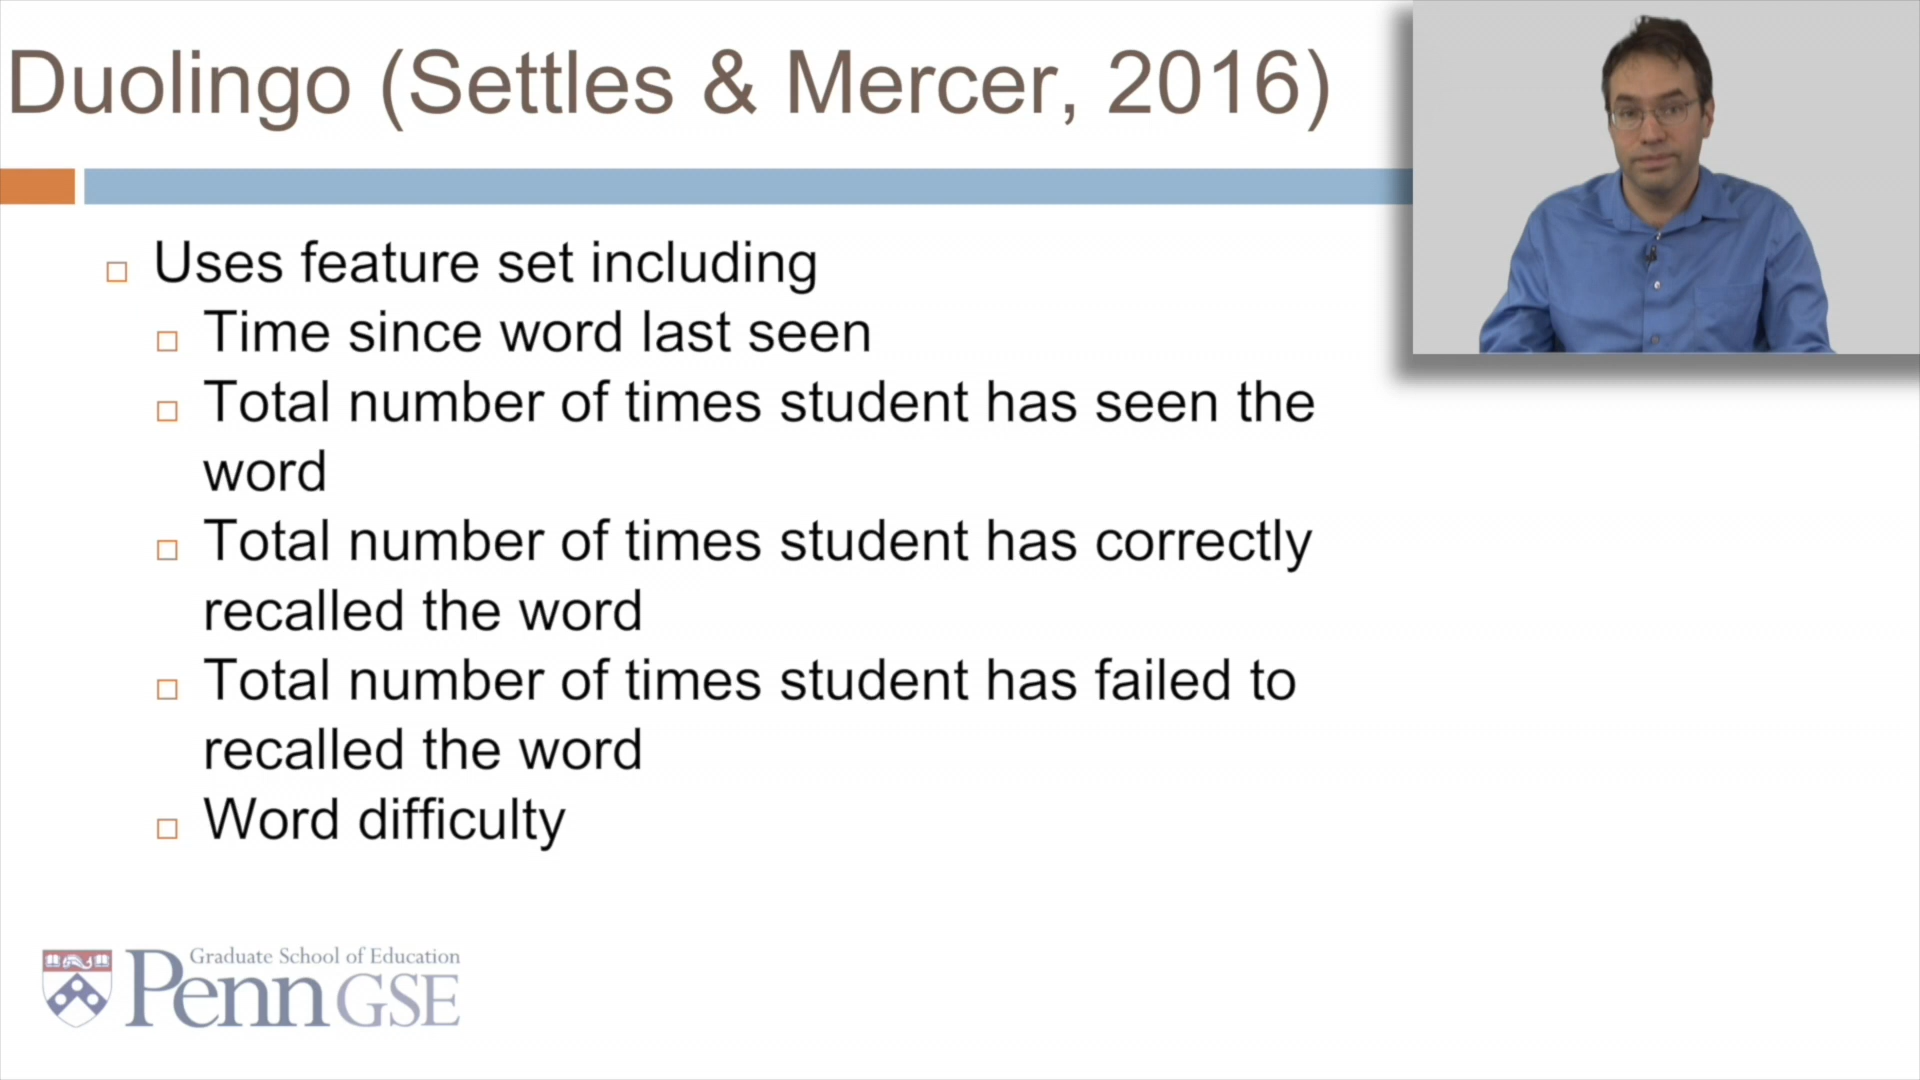 Duolingo (Settles & Mercer, 2016)
Uses feature set including
Time since word last seen
Total number of times student has seen the
word
Total number of times student has correctly
recalled the word
Total number of times student has failed to
recalled the word
Word difficulty
Graduate School of Education
Penn GSE